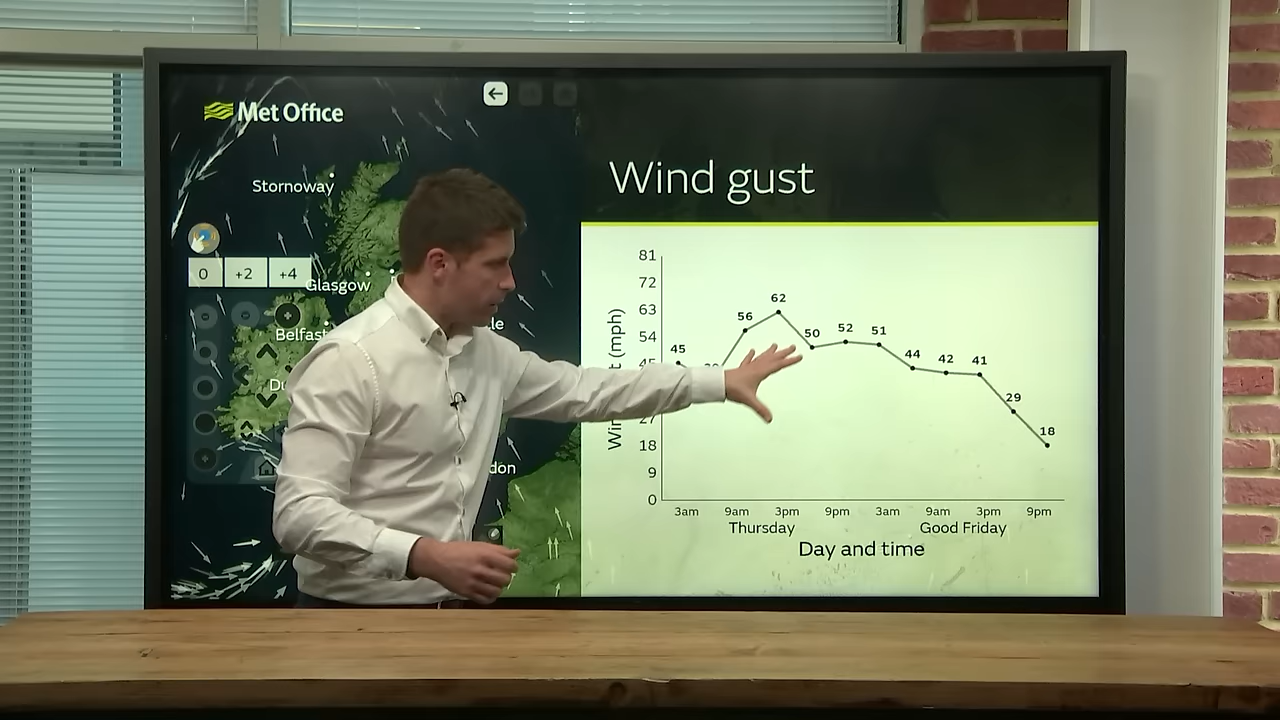 Met Office
Stornoway
0 +2 +4
Glasgow
Belfast
Wind gust
81
72
63
54
27
18
9
0
(mph)
45
56
62
50
52
51
44
42
41
29
18
3am 9am 3pm 9pm 3am 9am 3pm 9pm
Thursday Good Friday
Day and time